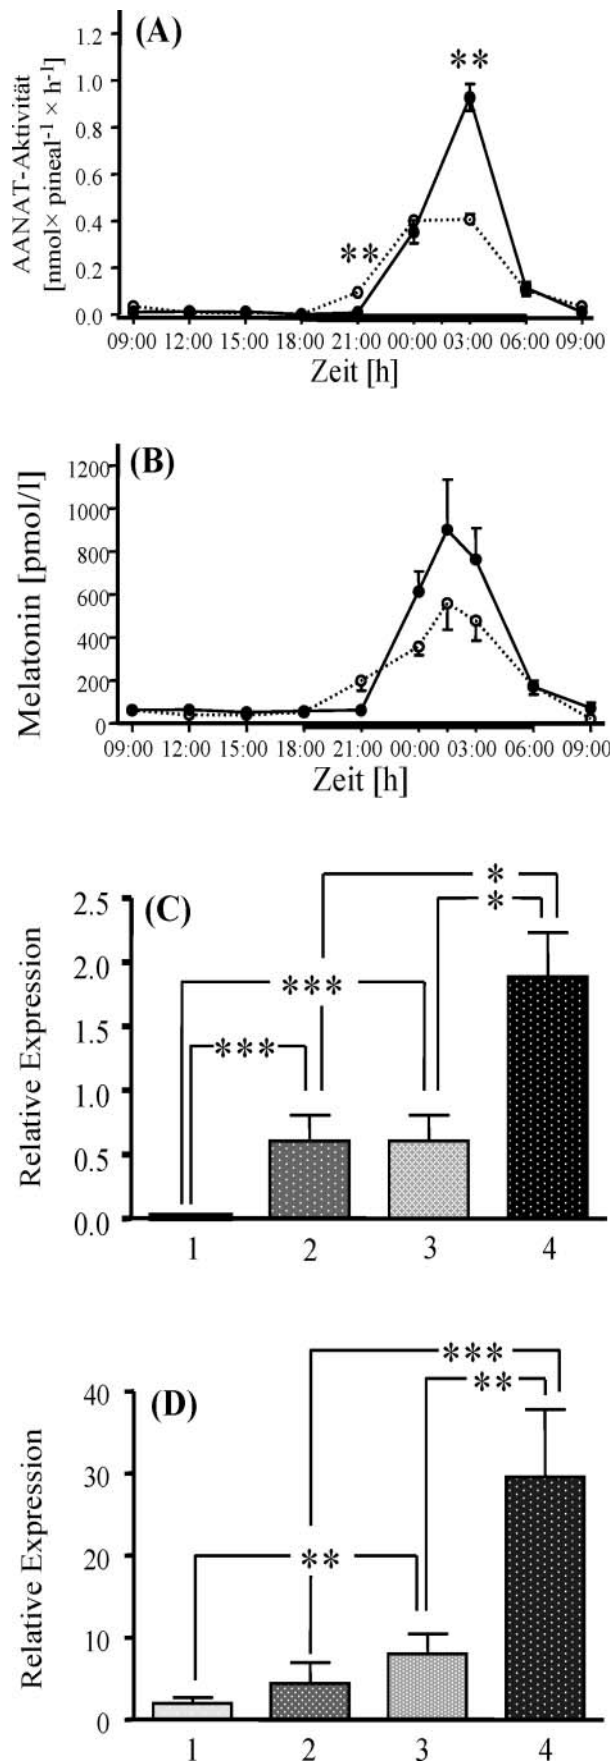 (A)
AANAT-Aktivität
[nmol× pineal⁻¹ × h⁻¹]
1.2
1.0
0.8
0.6
0.4
0.2
0.0
**
**
09:00 12:00 15:00 18:00 21:00 00:00 03:00 06:00 09:00
Zeit [h]
(B)
Melatonin [pmol/l]
1200
1000
800
600
400
200
0
09:00 12:00 15:00 18:00 21:00 00:00 03:00 06:00 09:00
Zeit [h]
(C)
Relative Expression
2.5
2.0
1.5
1.0
0.5
0.0
*
*
***
***
1 2 3 4
(D)
Relative Expression
40
30
20
10
0
***
**
**
1 2 3 4